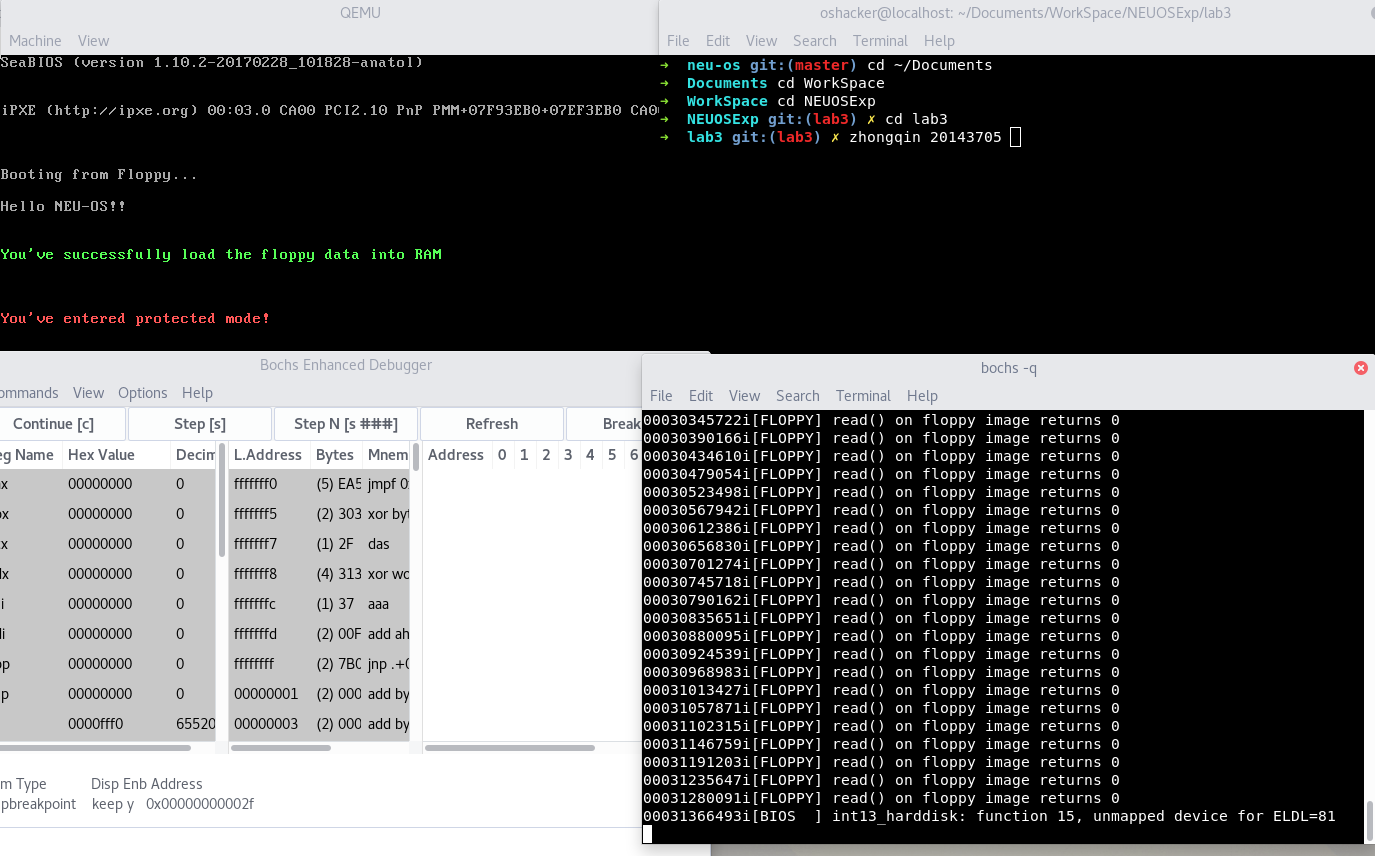 QEMU
Machine View
SeaBIOS (version 1.10.2-20170228_101828-anatol)
iPXE (http://ipxe.org) 00:03.0 CA00 PCI2.10 PnP PMM+07F93EB0+07EF3EB0 CA00
Booting from Floppy...
Hello NEU-OS!!
You've successfully load the floppy data into RAM
You've entered protected mode!
oshacker@localhost: ~/Documents/WorkSpace/NEUOSExp/lab3
File Edit View Search Terminal Help
➜ neu-os git:(master) cd ~/Documents
➜ Documents cd WorkSpace
➜ WorkSpace cd NEUOSExp
➜ NEUOSExp git:(lab3) ✗ cd lab3
➜ lab3 git:(lab3) ✗ zhongqin 20143705
Bochs Enhanced Debugger
ommands View Options Help
Continue [c] Step [s] Step N [s ###] Refresh Break
eg Name Hex Value Decim L.Address Bytes Mnem Address 0 1 2 3 4 5 6
x 00000000 0 fffffff0 (5) EA5 jmpf 0
x 00000000 0 fffffff5 (2) 303 xor byt
x 00000000 0 fffffff7 (1) 2F das
x 00000000 0 fffffff8 (4) 313 xor wo
i 00000000 0 fffffffc (1) 37 aaa
i 00000000 0 fffffffd (2) 00F add ah
p 00000000 0 ffffffff (2) 7BC jnp .+0
p 00000000 0 00000001 (2) 000 add by
0000fff0 65520 00000003 (2) 000 add by
m Type Disp Enb Address
pbreakpoint keep y 0x00000000002f
bochs -q
File Edit View Search Terminal Help
00030345722i[FLOPPY] read() on floppy image returns 0
00030390166i[FLOPPY] read() on floppy image returns 0
00030434610i[FLOPPY] read() on floppy image returns 0
00030479054i[FLOPPY] read() on floppy image returns 0
00030523498i[FLOPPY] read() on floppy image returns 0
00030567942i[FLOPPY] read() on floppy image returns 0
00030612386i[FLOPPY] read() on floppy image returns 0
00030656830i[FLOPPY] read() on floppy image returns 0
00030701274i[FLOPPY] read() on floppy image returns 0
00030745718i[FLOPPY] read() on floppy image returns 0
00030790162i[FLOPPY] read() on floppy image returns 0
00030835651i[FLOPPY] read() on floppy image returns 0
00030880095i[FLOPPY] read() on floppy image returns 0
00030924539i[FLOPPY] read() on floppy image returns 0
00030968983i[FLOPPY] read() on floppy image returns 0
00031013427i[FLOPPY] read() on floppy image returns 0
00031057871i[FLOPPY] read() on floppy image returns 0
00031102315i[FLOPPY] read() on floppy image returns 0
00031146759i[FLOPPY] read() on floppy image returns 0
00031191203i[FLOPPY] read() on floppy image returns 0
00031235647i[FLOPPY] read() on floppy image returns 0
00031280091i[FLOPPY] read() on floppy image returns 0
00031366493i[BIOS  ] int13_harddisk: function 15, unmapped device for ELDL=81